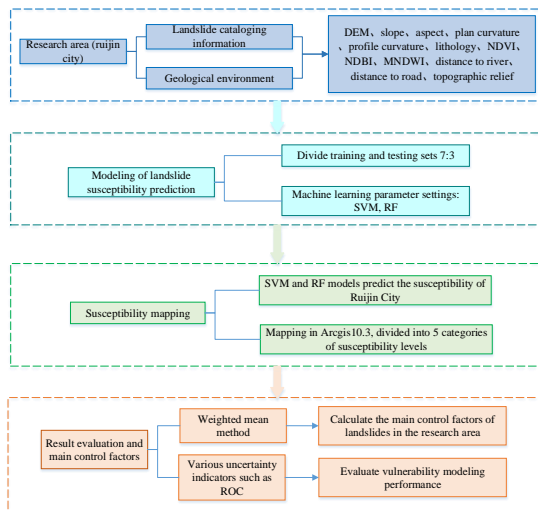 Research area (ruijin
city)
Landslide cataloging
information
Geological environment
DEM、slope、aspect、plan curvature
、profile curvature、lithology、NDVI、
NDBI、MNDWI、distance to river、
distance to road、topographic relief
Modeling of landslide
susceptibility prediction
Divide training and testing sets 7:3
Machine learning parameter settings:
SVM, RF
Susceptibility mapping
SVM and RF models predict the susceptibility of
Ruijin City
Mapping in Arcgis10.3, divided into 5 categories
of susceptibility levels
Result evaluation and
main control factors
Weighted mean
method
Calculate the main control factors of
landslides in the research area
Various uncertainty
indicators such as
ROC
Evaluate vulnerability modeling
performance